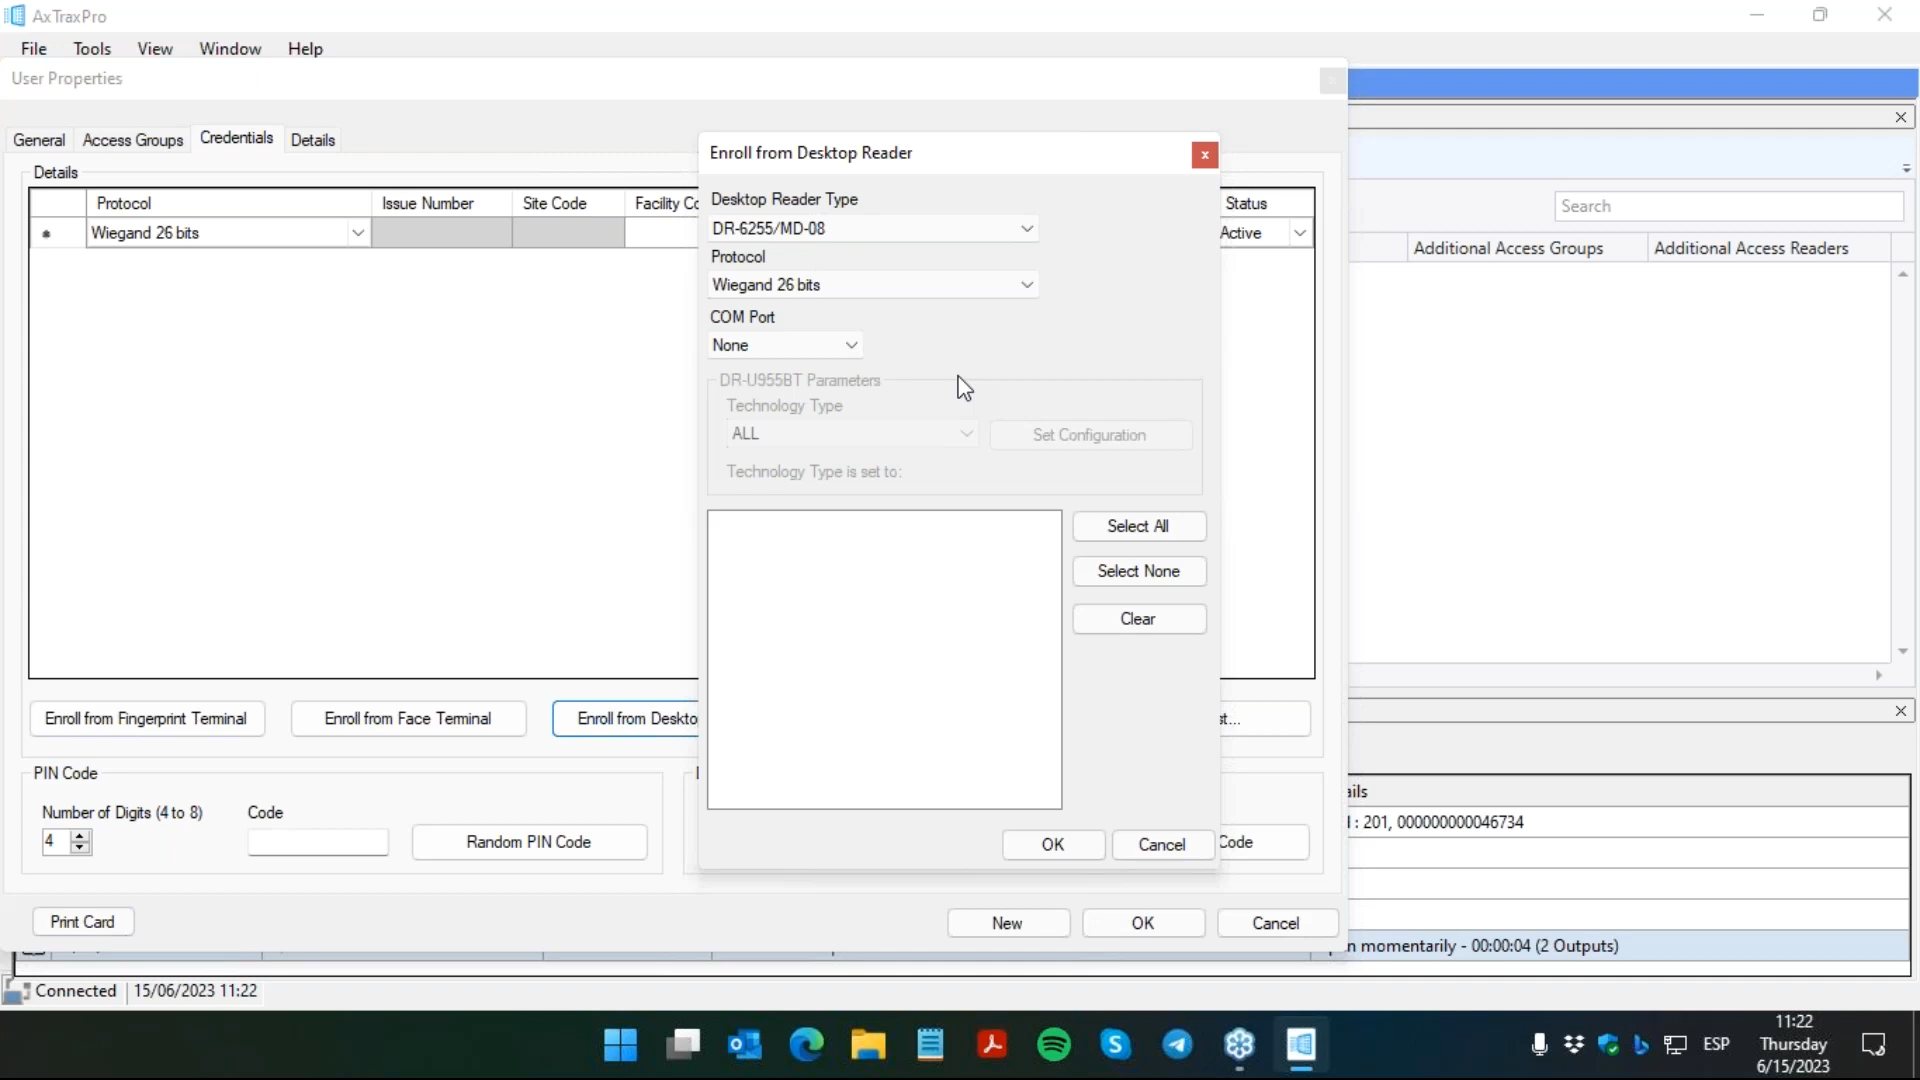 AxTraxPro
File Tools View Window Help
User Properties
General Access Groups Credentials Details
Details
Protocol Issue Number Site Code Facility Co Status
Wiegand 26 bits Active
Enroll from Desktop Reader
Desktop Reader Type
DR-6255/MD-08
Protocol
Wiegand 26 bits
COM Port
None
DR-U955BT Parameters
Technology Type
ALL Set Configuration
Technology Type is set to:
Select All
Select None
Clear
OK Cancel
Search
Additional Access Groups Additional Access Readers
Enroll from Fingerprint Terminal Enroll from Face Terminal Enroll from Deskto st...
PIN Code
Number of Digits (4 to 8) Code
4 Random PIN Code Code
ails
: 201, 000000000046734
Print Card New OK Cancel
n momentarily - 00:00:04 (2 Outputs)
Connected 15/06/2023 11:22
ESP
11:22
Thursday
6/15/2023